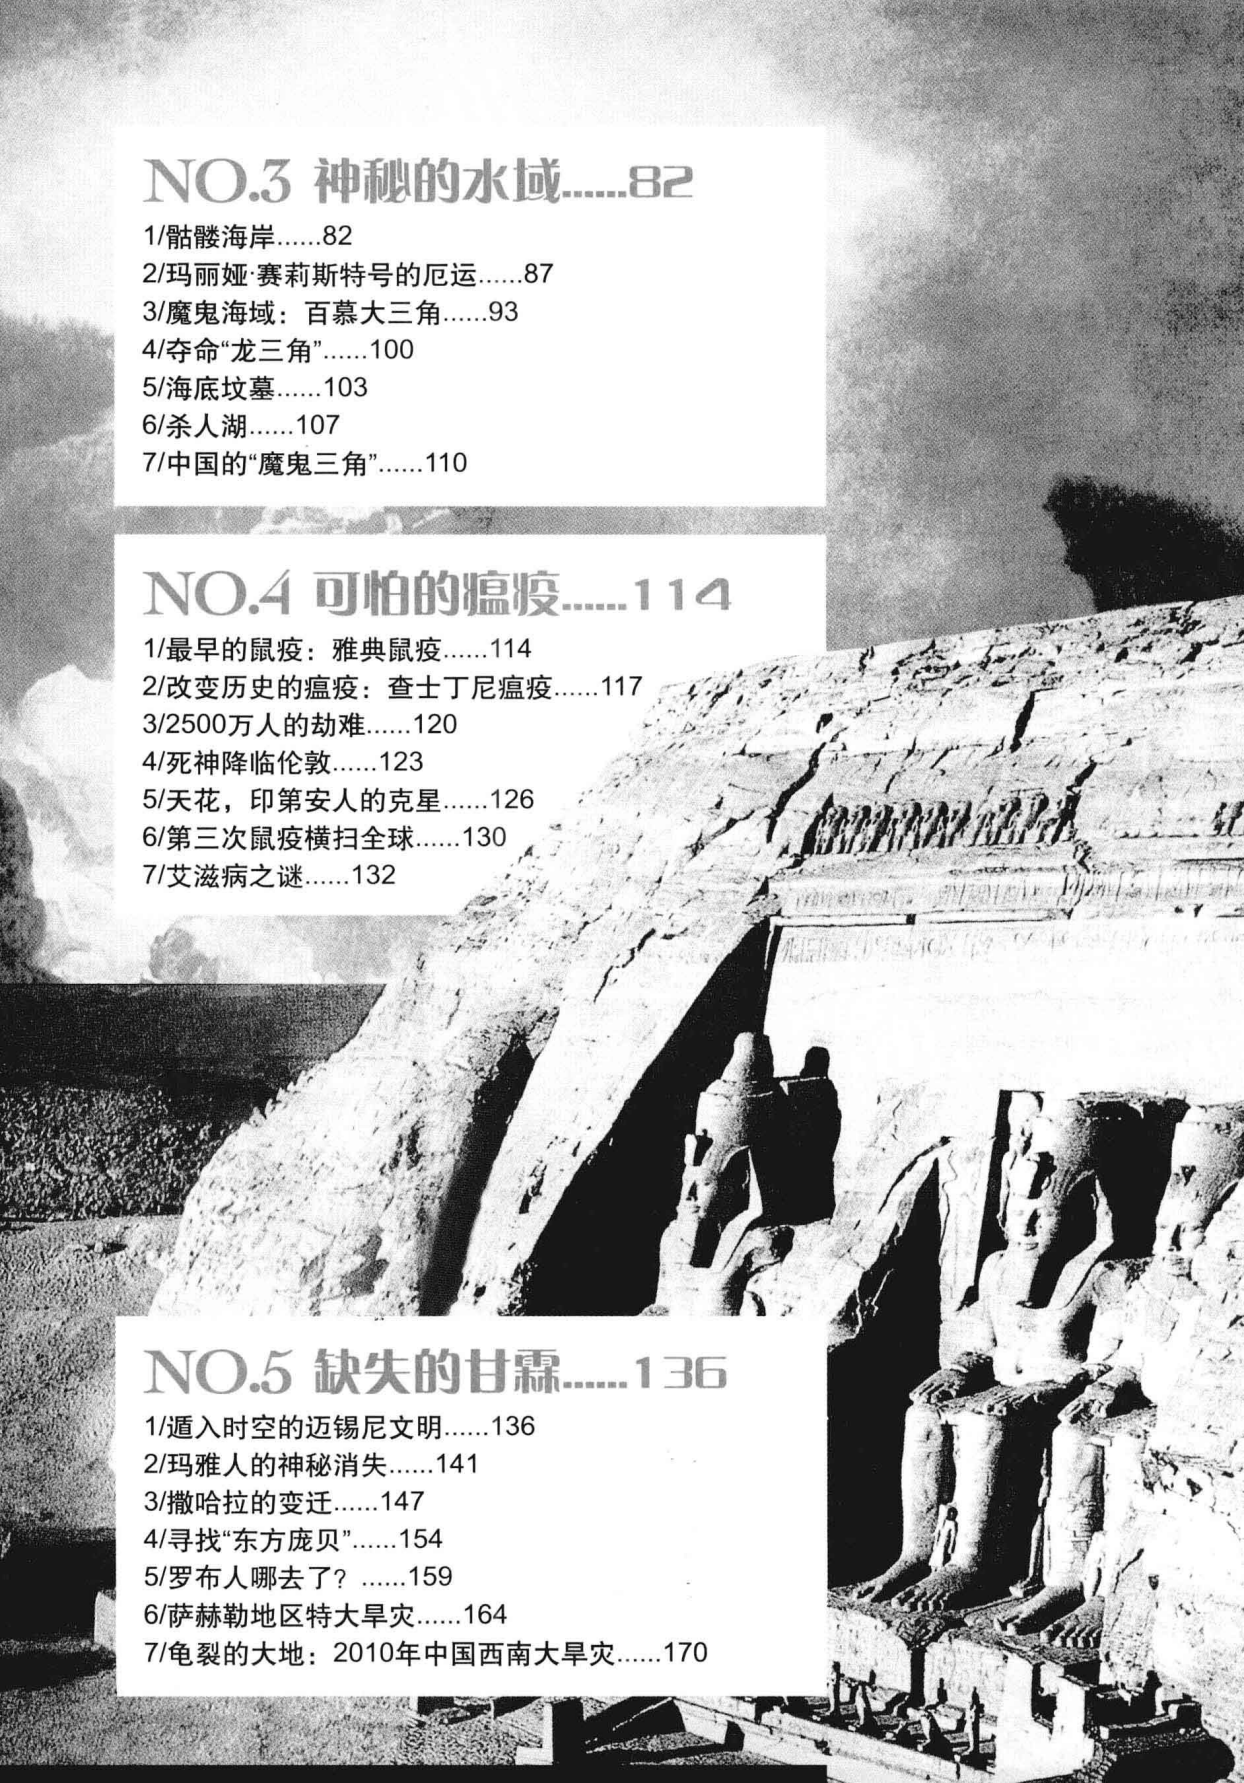 NO.3 神秘的水域......82
1/骷髅海岸......82
2/玛丽娅·赛莉斯特号的厄运......87
3/魔鬼海域：百慕大三角......93
4/夺命“龙三角”......100
5/海底坟墓......103
6/杀人湖......107
7/中国的“魔鬼三角”......110
NO.4 可怕的瘟疫......114
1/最早的鼠疫：雅典鼠疫......114
2/改变历史的瘟疫：查士丁尼瘟疫......117
3/2500万人的劫难......120
4/死神降临伦敦......123
5/天花，印第安人的克星......126
6/第三次鼠疫横扫全球......130
7/艾滋病之谜......132
NO.5 缺失的甘霖......136
1/遁入时空的迈锡尼文明......136
2/玛雅人的神秘消失......141
3/撒哈拉的变迁......147
4/寻找“东方庞贝”......154
5/罗布人哪去了？......159
6/萨赫勒地区特大旱灾......164
7/龟裂的大地：2010年中国西南大旱灾......170